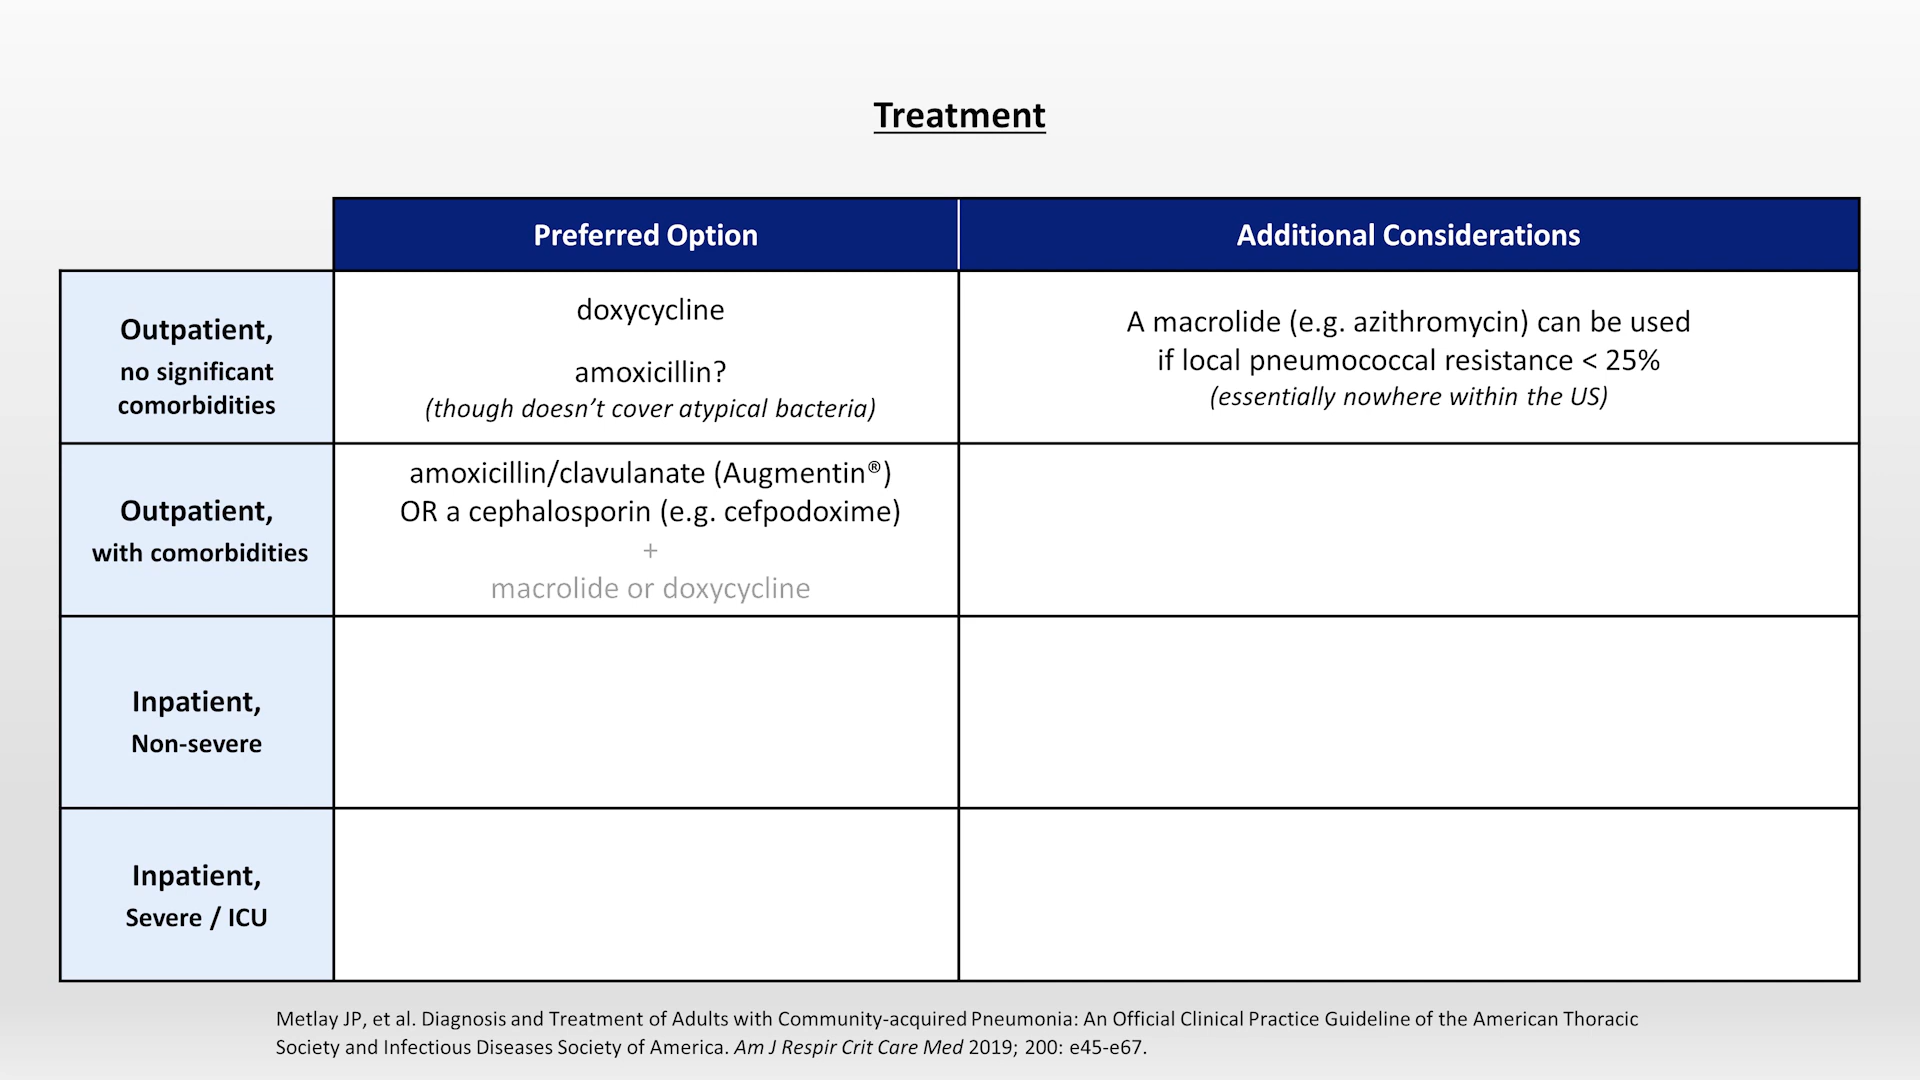 Treatment
Preferred Option
Additional Considerations
Outpatient,
no significant
comorbidities
doxycycline
amoxicillin?
(though doesn’t cover atypical bacteria)
A macrolide (e.g. azithromycin) can be used
if local pneumococcal resistance < 25%
(essentially nowhere within the US)
Outpatient,
with comorbidities
amoxicillin/clavulanate (Augmentin®)
OR a cephalosporin (e.g. cefpodoxime)
+
macrolide or doxycycline
Inpatient,
Non-severe
Inpatient,
Severe / ICU
Metlay JP, et al. Diagnosis and Treatment of Adults with Community-acquired Pneumonia: An Official Clinical Practice Guideline of the American Thoracic
Society and Infectious Diseases Society of America. Am J Respir Crit Care Med 2019; 200: e45-e67.